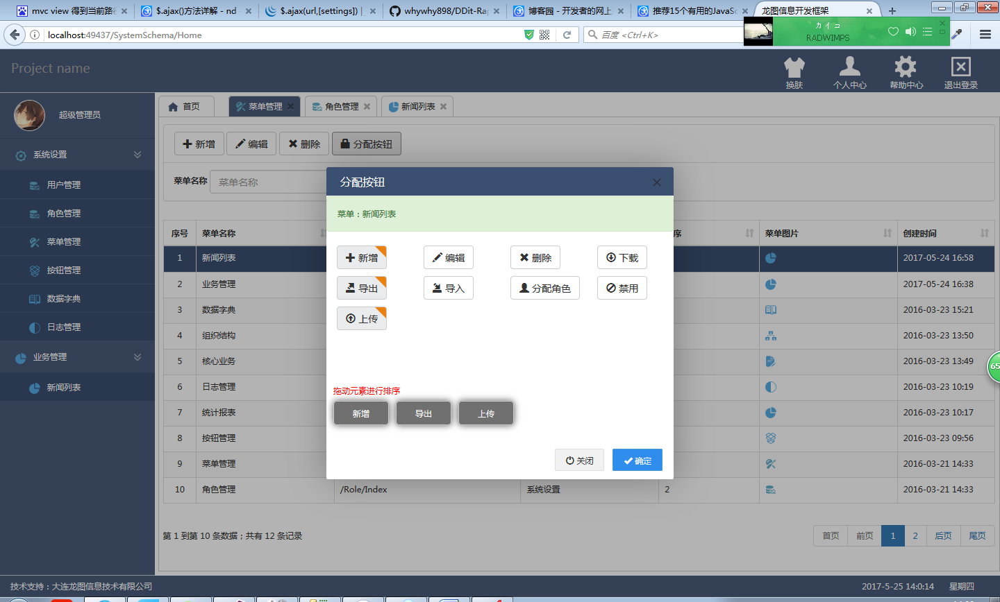 mvc view 得到当前路径
$.ajax()方法详解 - nd
$.ajax(url,[settings]) |
whywhy898/DDit-Rap
博客园 - 开发者的网上
推荐15个有用的JavaSc
龙图信息开发框架
localhost:49437/SystemSchema/Home
百度 <Ctrl+K>
カイコ
RADWIMPS
Project name
换肤
个人中心
帮助中心
退出登录
超级管理员
首页
菜单管理
角色管理
新闻列表
系统设置
用户管理
角色管理
菜单管理
按钮管理
数据字典
日志管理
业务管理
新闻列表
新增
编辑
删除
分配按钮
菜单名称
菜单名称
分配按钮
菜单：新闻列表
新增
编辑
删除
下载
导出
导入
分配角色
禁用
上传
拖动元素进行排序
新增
导出
上传
关闭
确定
序号 菜单名称 序 菜单图片 创建时间
1 新闻列表 2017-05-24 16:58
2 业务管理 2017-05-24 16:38
3 数据字典 2016-03-23 15:21
4 组织结构 2016-03-23 13:50
5 核心业务 2016-03-23 13:49
6 日志管理 2016-03-23 10:19
7 统计报表 2016-03-23 10:17
8 按钮管理 2016-03-23 09:56
9 菜单管理 2016-03-21 14:33
10 角色管理 /Role/Index 系统设置 2 2016-03-21 14:33
65
第 1 到第 10 条数据；共有 12 条记录
首页 前页 1 2 后页 尾页
技术支持：大连龙图信息技术有限公司
2017-5-25 14:0:14 星期四